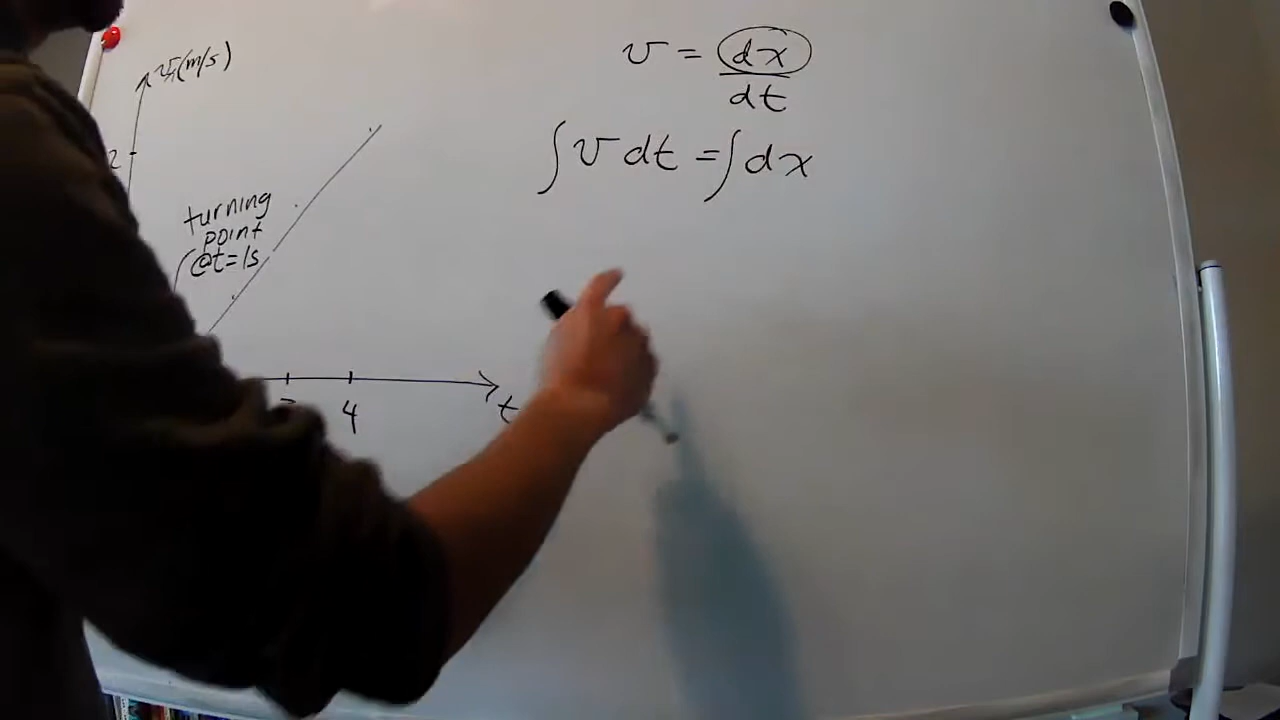 v(m/s)
2
turning
point
@t=1s
4
t
v = dx/dt
∫v dt = ∫dx